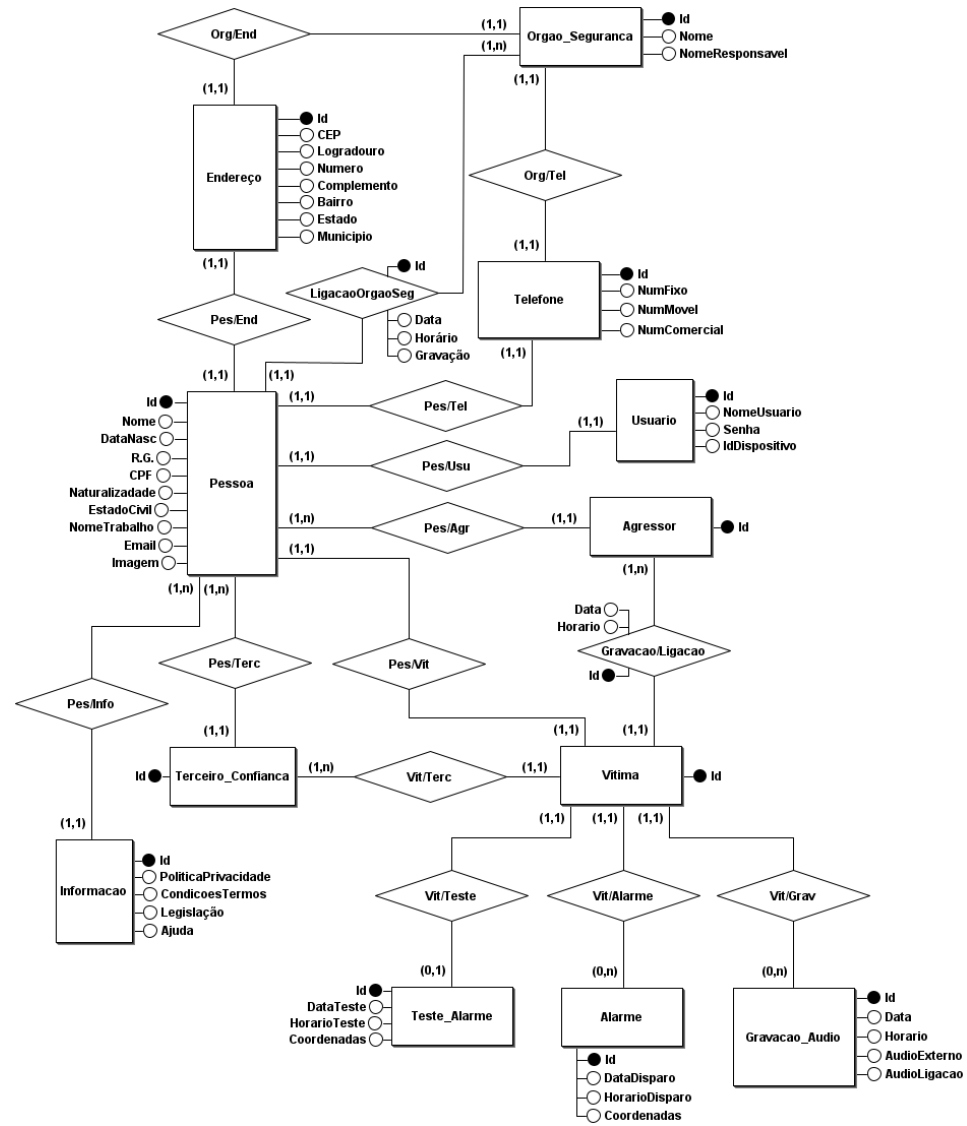 Org/End
(1,1)
(1,n)
Orgao_Seguranca
Id
Nome
NomeResponsavel
(1,1)
(1,1)
Endereço
Id
CEP
Logradouro
Numero
Complemento
Bairro
Estado
Municipio
Org/Tel
(1,1)
(1,1)
Id
LigacaoOrgaoSeg
Data
Horário
Gravação
Telefone
Id
NumFixo
NumMovel
NumComercial
Pes/End
(1,1)
(1,1)
(1,1)
Id
Nome
DataNasc
R.G.
CPF
Naturalizadade
EstadoCivil
NomeTrabalho
Email
Imagem
Pessoa
(1,1)
Pes/Tel
(1,1)
Pes/Usu
(1,1)
Usuario
Id
NomeUsuario
Senha
IdDispositivo
(1,n)
Pes/Agr
(1,1)
Agressor
Id
(1,1)
(1,n)
(1,n)
(1,n)
Data
Horario
Gravacao/Ligacao
Id
Pes/Terc
Pes/Vit
Pes/Info
(1,1)
(1,1)
(1,1)
Id
Terceiro_Confianca
(1,n)
Vit/Terc
(1,1)
Vitima
Id
(1,1)
(1,1)
(1,1)
(1,1)
Informacao
Id
PoliticaPrivacidade
CondicoesTermos
Legislação
Ajuda
Vit/Teste
Vit/Alarme
Vit/Grav
(0,1)
(0,n)
(0,n)
Id
DataTeste
HorarioTeste
Coordenadas
Teste_Alarme
Alarme
Id
DataDisparo
HorarioDisparo
Coordenadas
Gravacao_Audio
Id
Data
Horario
AudioExterno
AudioLigacao